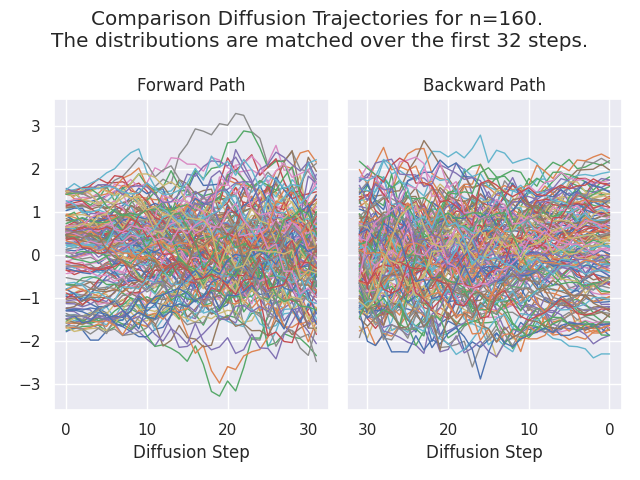 Comparison Diffusion Trajectories for n=160.
The distributions are matched over the first 32 steps.
Forward Path
Backward Path
3
2
1
0
−1
−2
−3
0 10 20 30
30 20 10 0
Diffusion Step
Diffusion Step